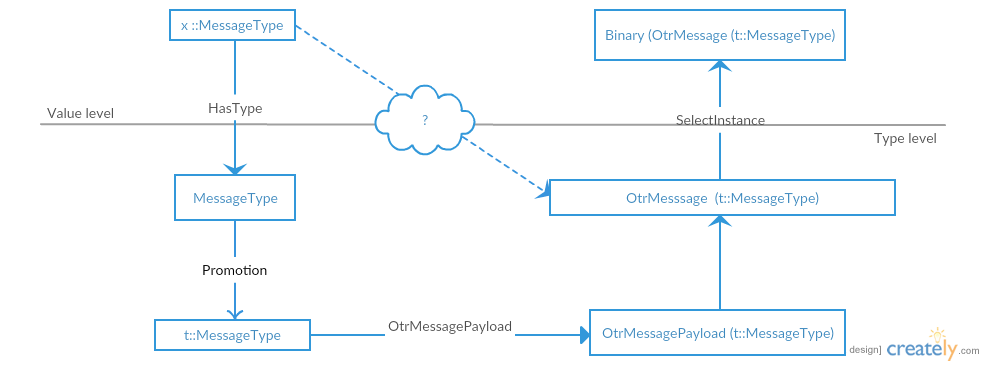 x ::MessageType
Binary (OtrMessage (t::MessageType)
HasType
Value level
?
SelectInstance
Type level
MessageType
OtrMesssage (t::MessageType)
Promotion
t::MessageType
OtrMessagePayload
OtrMessagePayload (t::MessageType)
design] creately.com